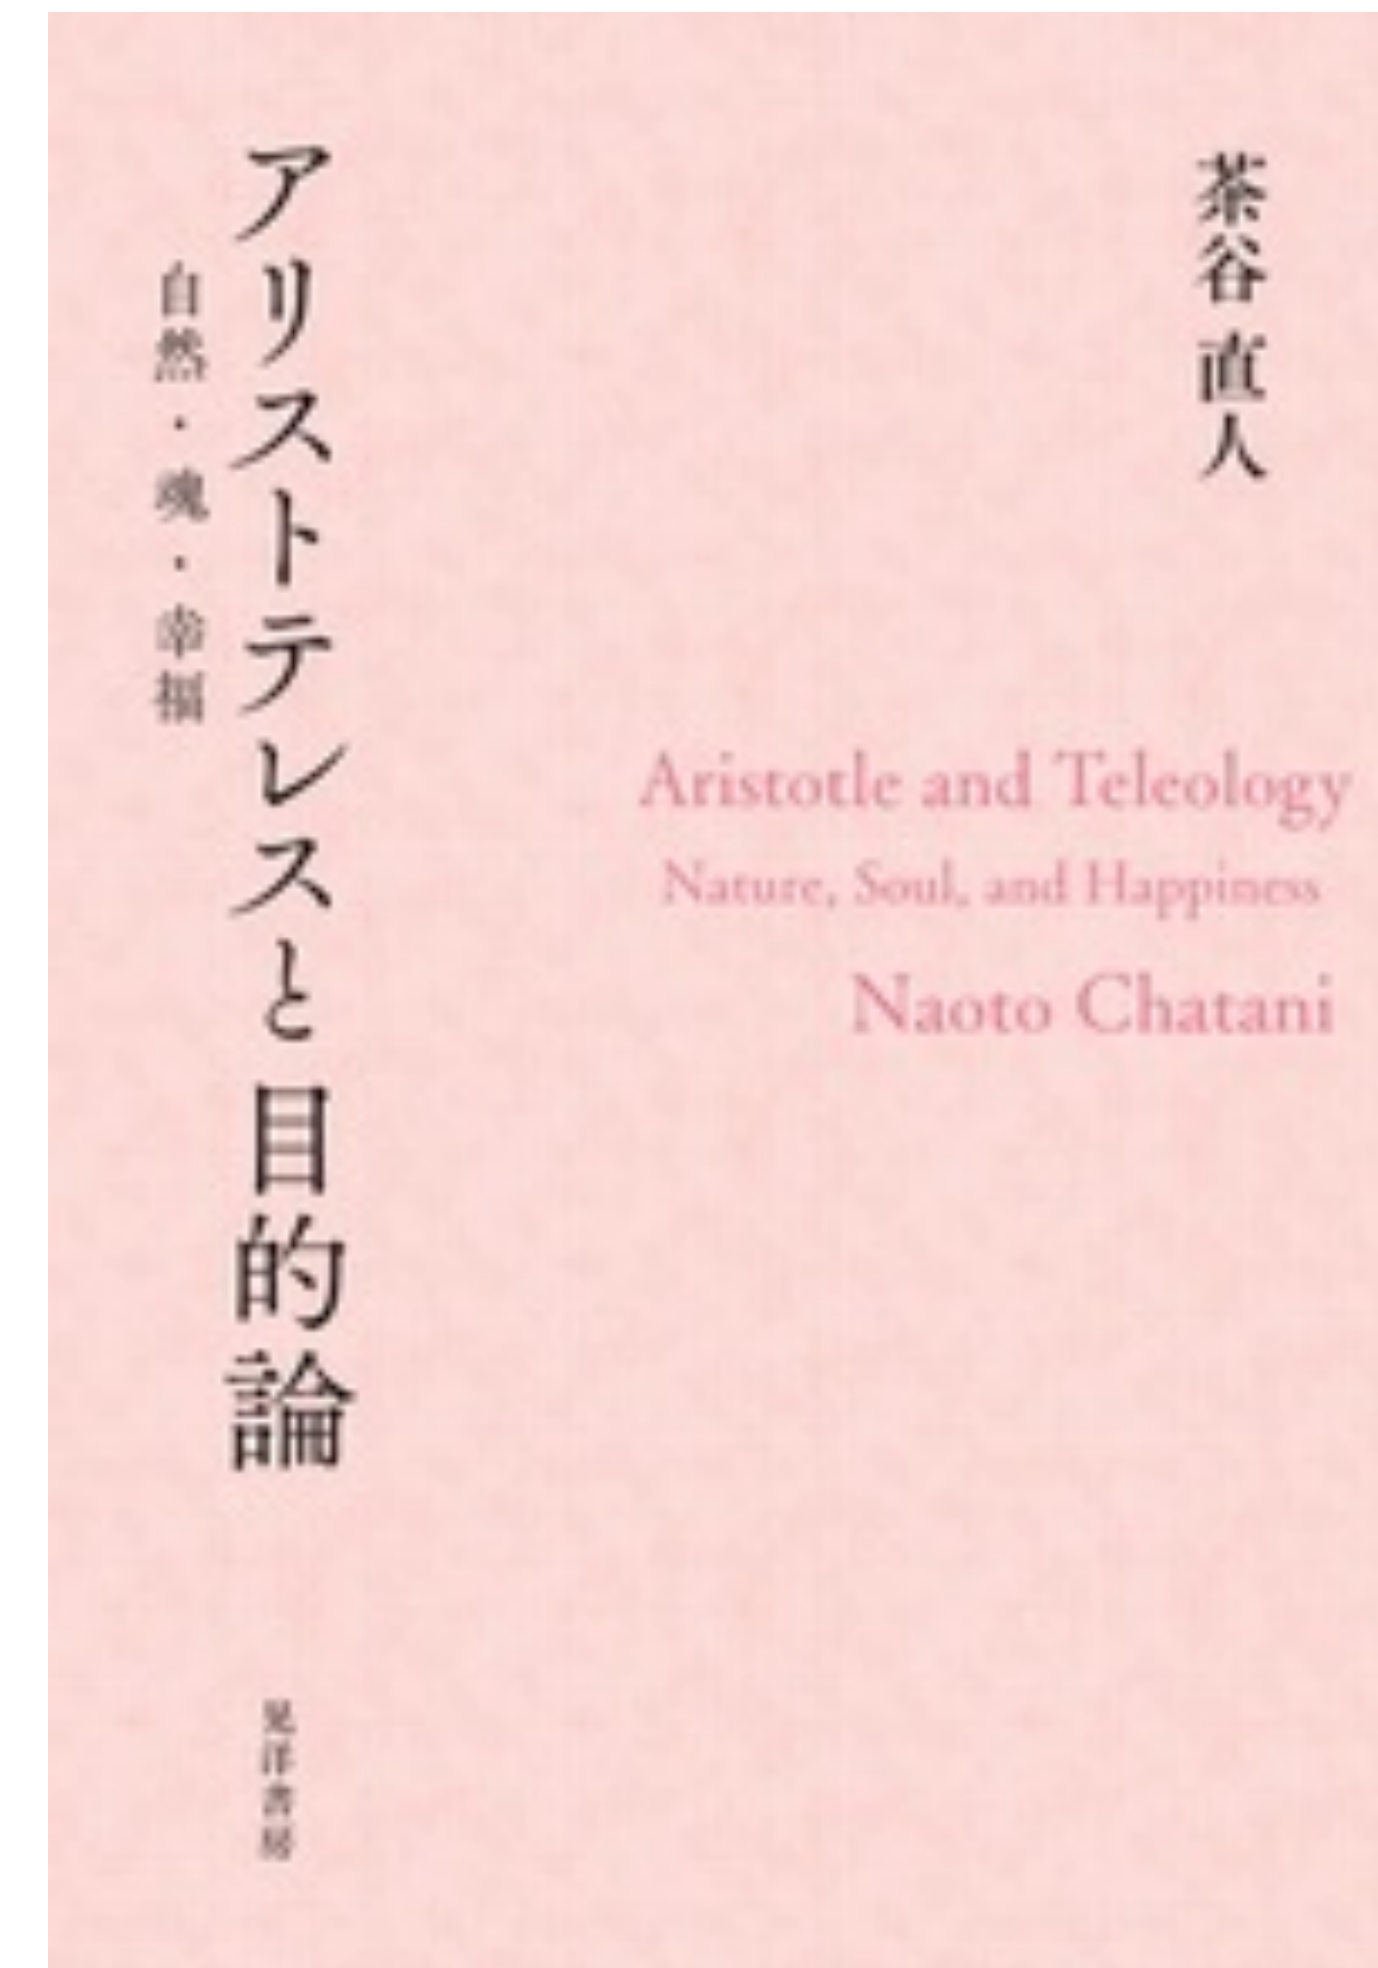 茶谷 直人
アリストテレスと目的論
自然・魂・幸福
Aristotle and Teleology
Nature, Soul, and Happiness
Naoto Chatani
晃洋書房